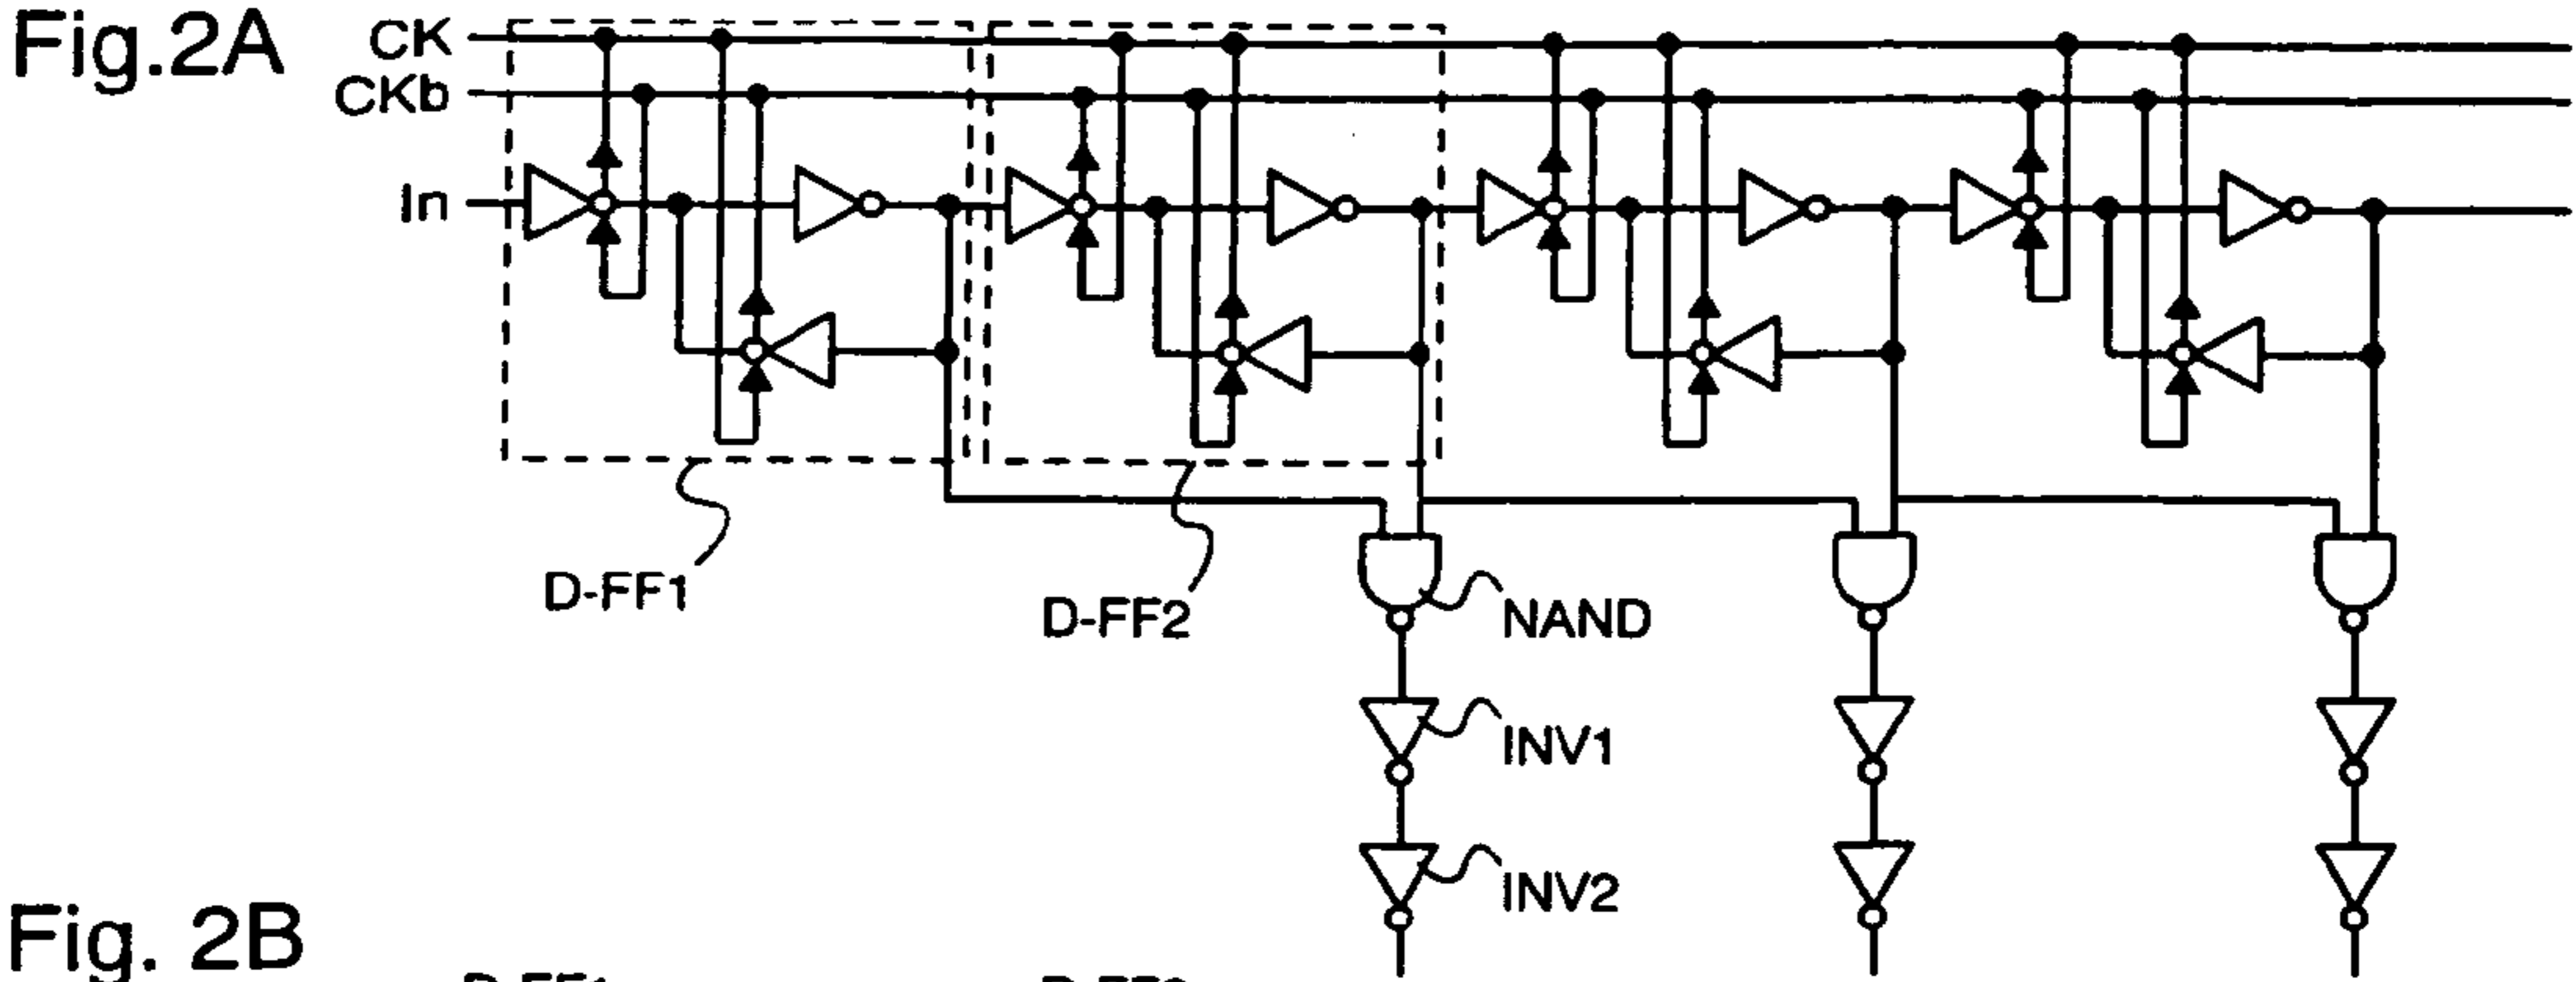 Fig.2A
CK
CKb
In
D-FF1
D-FF2
NAND
INV1
INV2
Fig. 2B